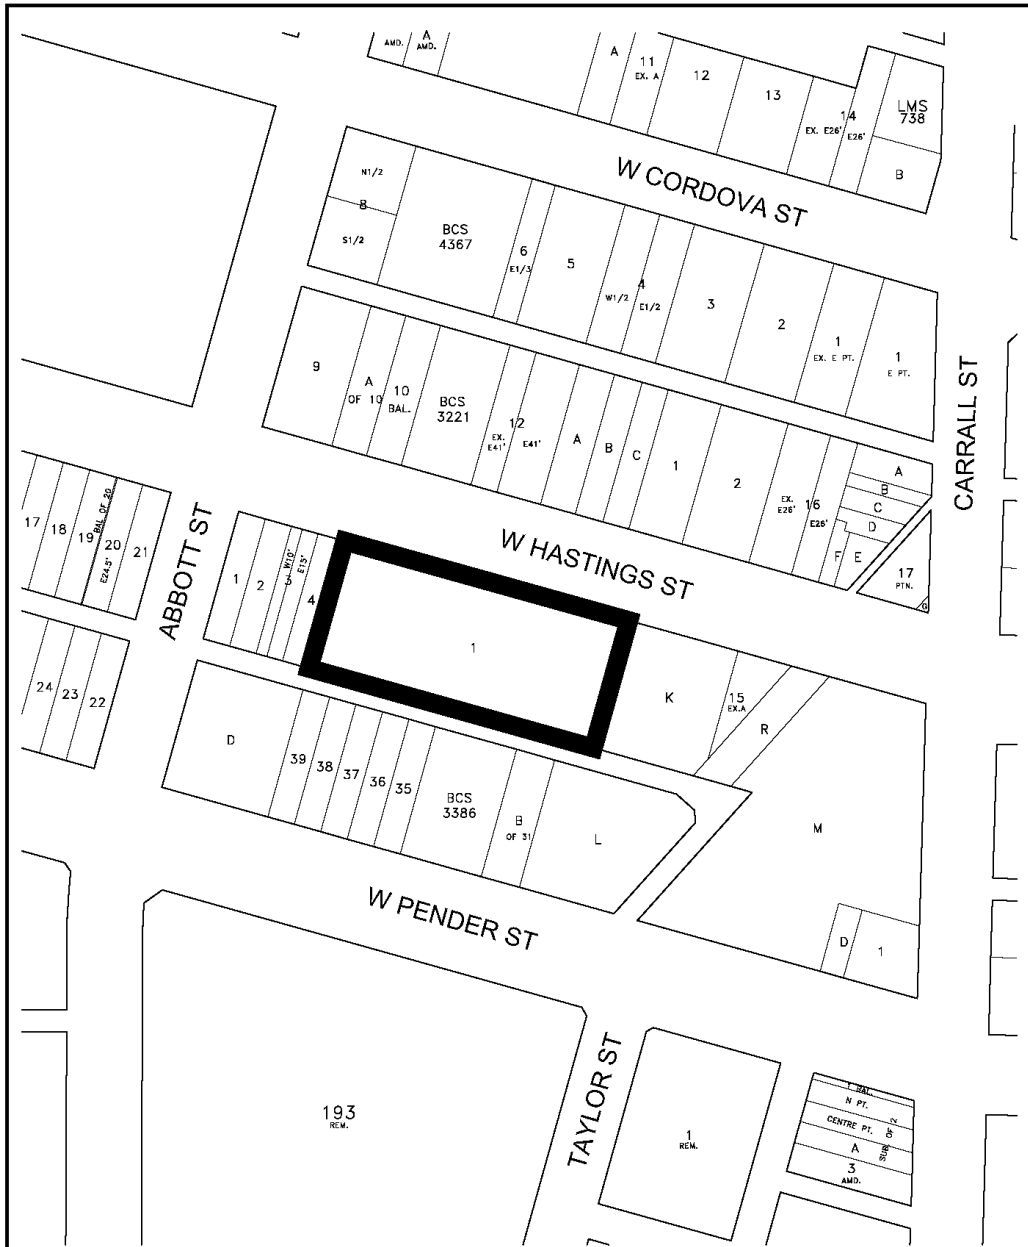 A
AMD.
AMD.
A
11
EX. A
12
13
14
EX. E26'
E26'
LMS
738
B
W CORDOVA ST
N1/2
8
S1/2
BCS
4367
6
E1/3
5
4
W1/2
E1/2
3
2
1
EX. E PT.
1
E PT.
CARRALL ST
9
A
OF 10
10
BAL.
BCS
3221
12
EX.
E41'
E41'
A
B
C
1
2
EX.
E26'
16
E26'
A
B
C
D
F
E
17
PTN.
G
W HASTINGS ST
17
18
19
BAL OF 20
20
E24.5'
21
ABBOTT ST
1
2
W10'
3
E15'
4
1
K
15
EX.A
R
M
24
23
22
D
39
38
37
36
35
BCS
3386
B
OF 31
L
D
1
W PENDER ST
193
REM.
TAYLOR ST
1
REM.
BAL.
N PT.
CENTRE PT.
SUB. OF 2
A
3
AMD.